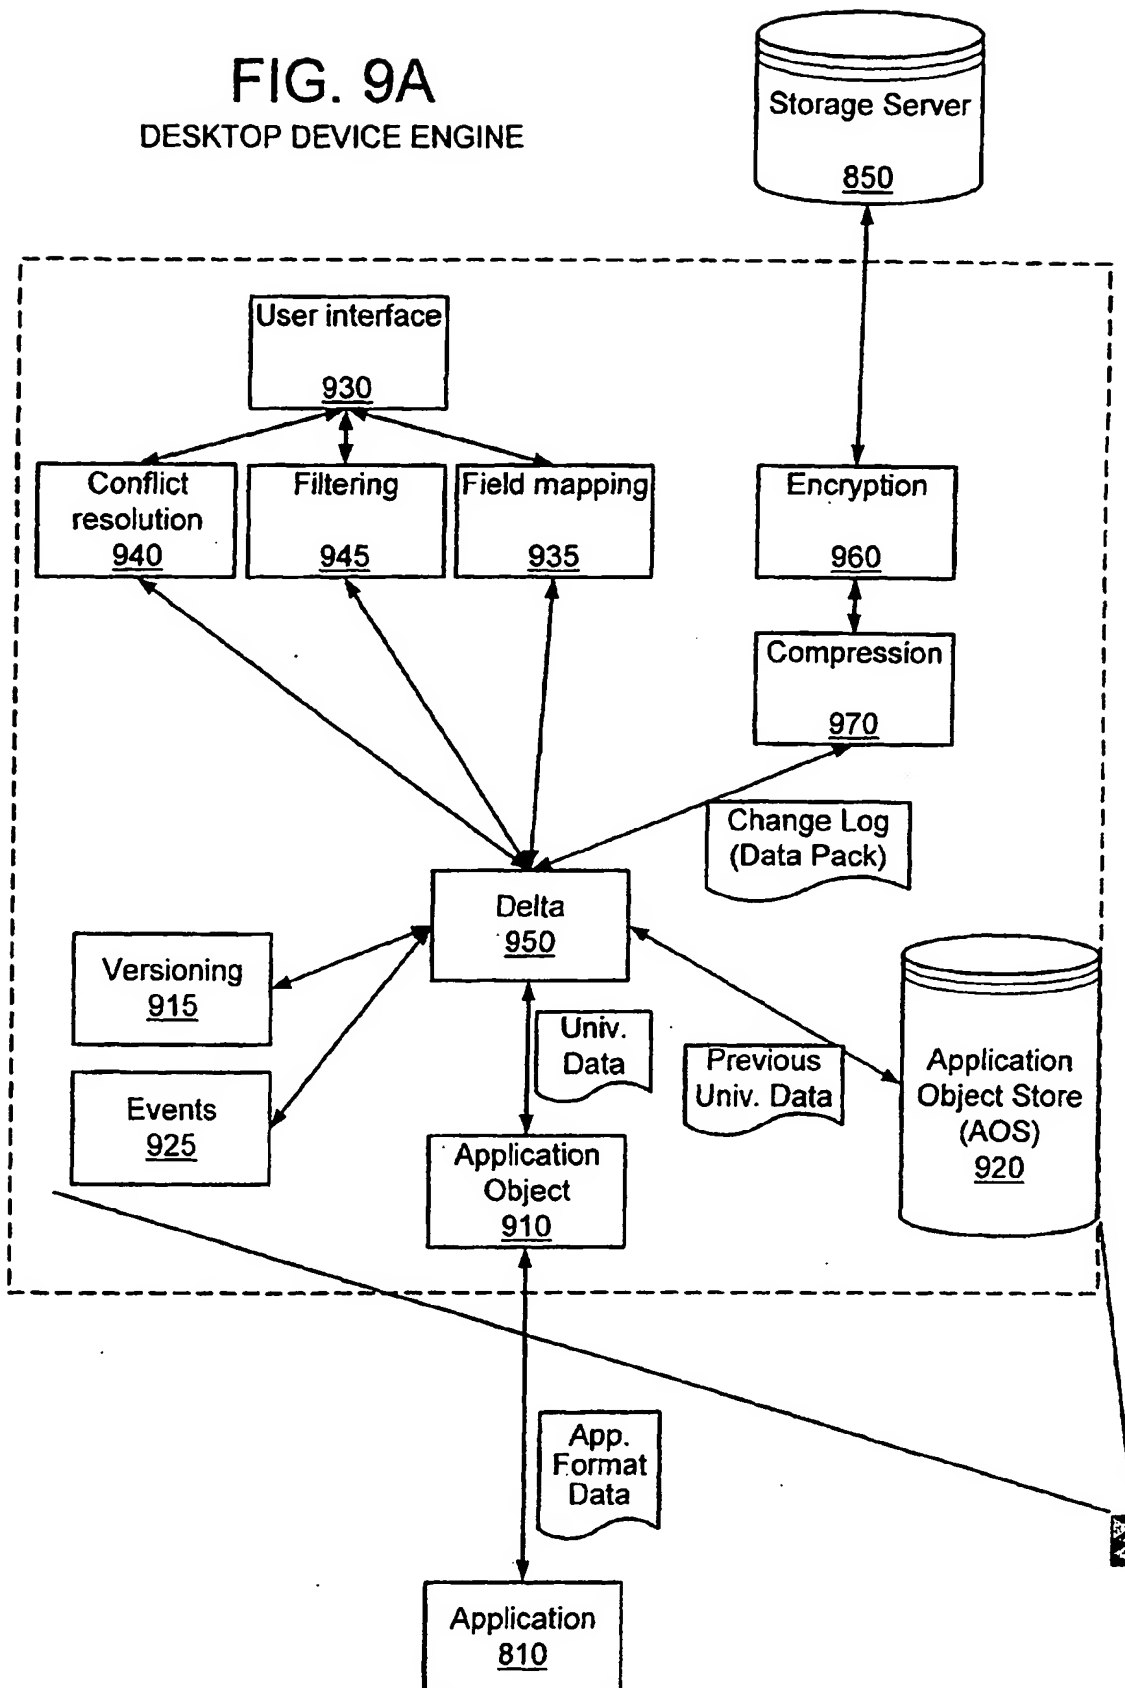 FIG. 9A
DESKTOP DEVICE ENGINE
Storage Server
850
User interface
930
Conflict
resolution
940
Filtering
945
Field mapping
935
Encryption
960
Compression
970
Change Log
(Data Pack)
Delta
950
Versioning
915
Events
925
Univ.
Data
Previous
Univ. Data
Application
Object Store
(AOS)
920
Application
Object
910
App.
Format
Data
Application
810